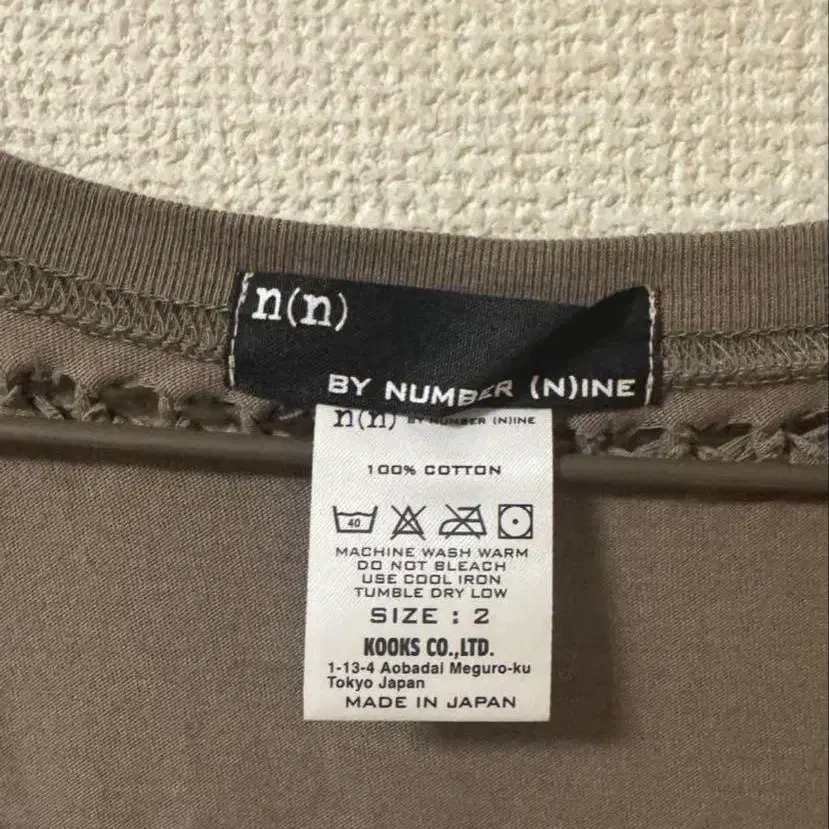 n(n)
BY NUMBER (N)INE
n(n) BY NUMBER (N)INE
100% COTTON
40
MACHINE WASH WARM
DO NOT BLEACH
USE COOL IRON
TUMBLE DRY LOW
SIZE : 2
KOOKS CO.,LTD.
1-13-4 Aobadai Meguro-ku
Tokyo Japan
MADE IN JAPAN